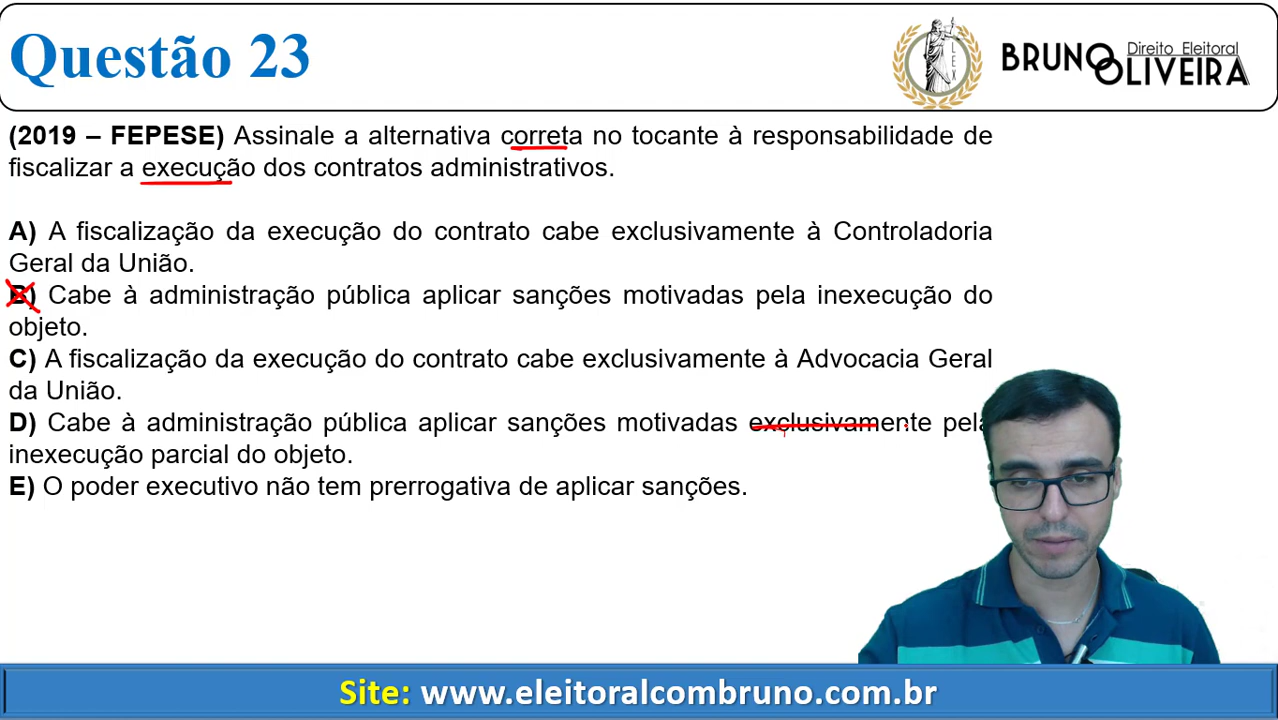 Questão 23
LEX
BRUNO Direito Eleitoral
OLIVEIRA
(2019 – FEPESE) Assinale a alternativa correta no tocante à responsabilidade de
fiscalizar a execução dos contratos administrativos.
A) A fiscalização da execução do contrato cabe exclusivamente à Controladoria
Geral da União.
B) Cabe à administração pública aplicar sanções motivadas pela inexecução do
objeto.
C) A fiscalização da execução do contrato cabe exclusivamente à Advocacia Geral
da União.
D) Cabe à administração pública aplicar sanções motivadas exclusivamente pela
inexecução parcial do objeto.
E) O poder executivo não tem prerrogativa de aplicar sanções.
Site: www.eleitoralcombruno.com.br